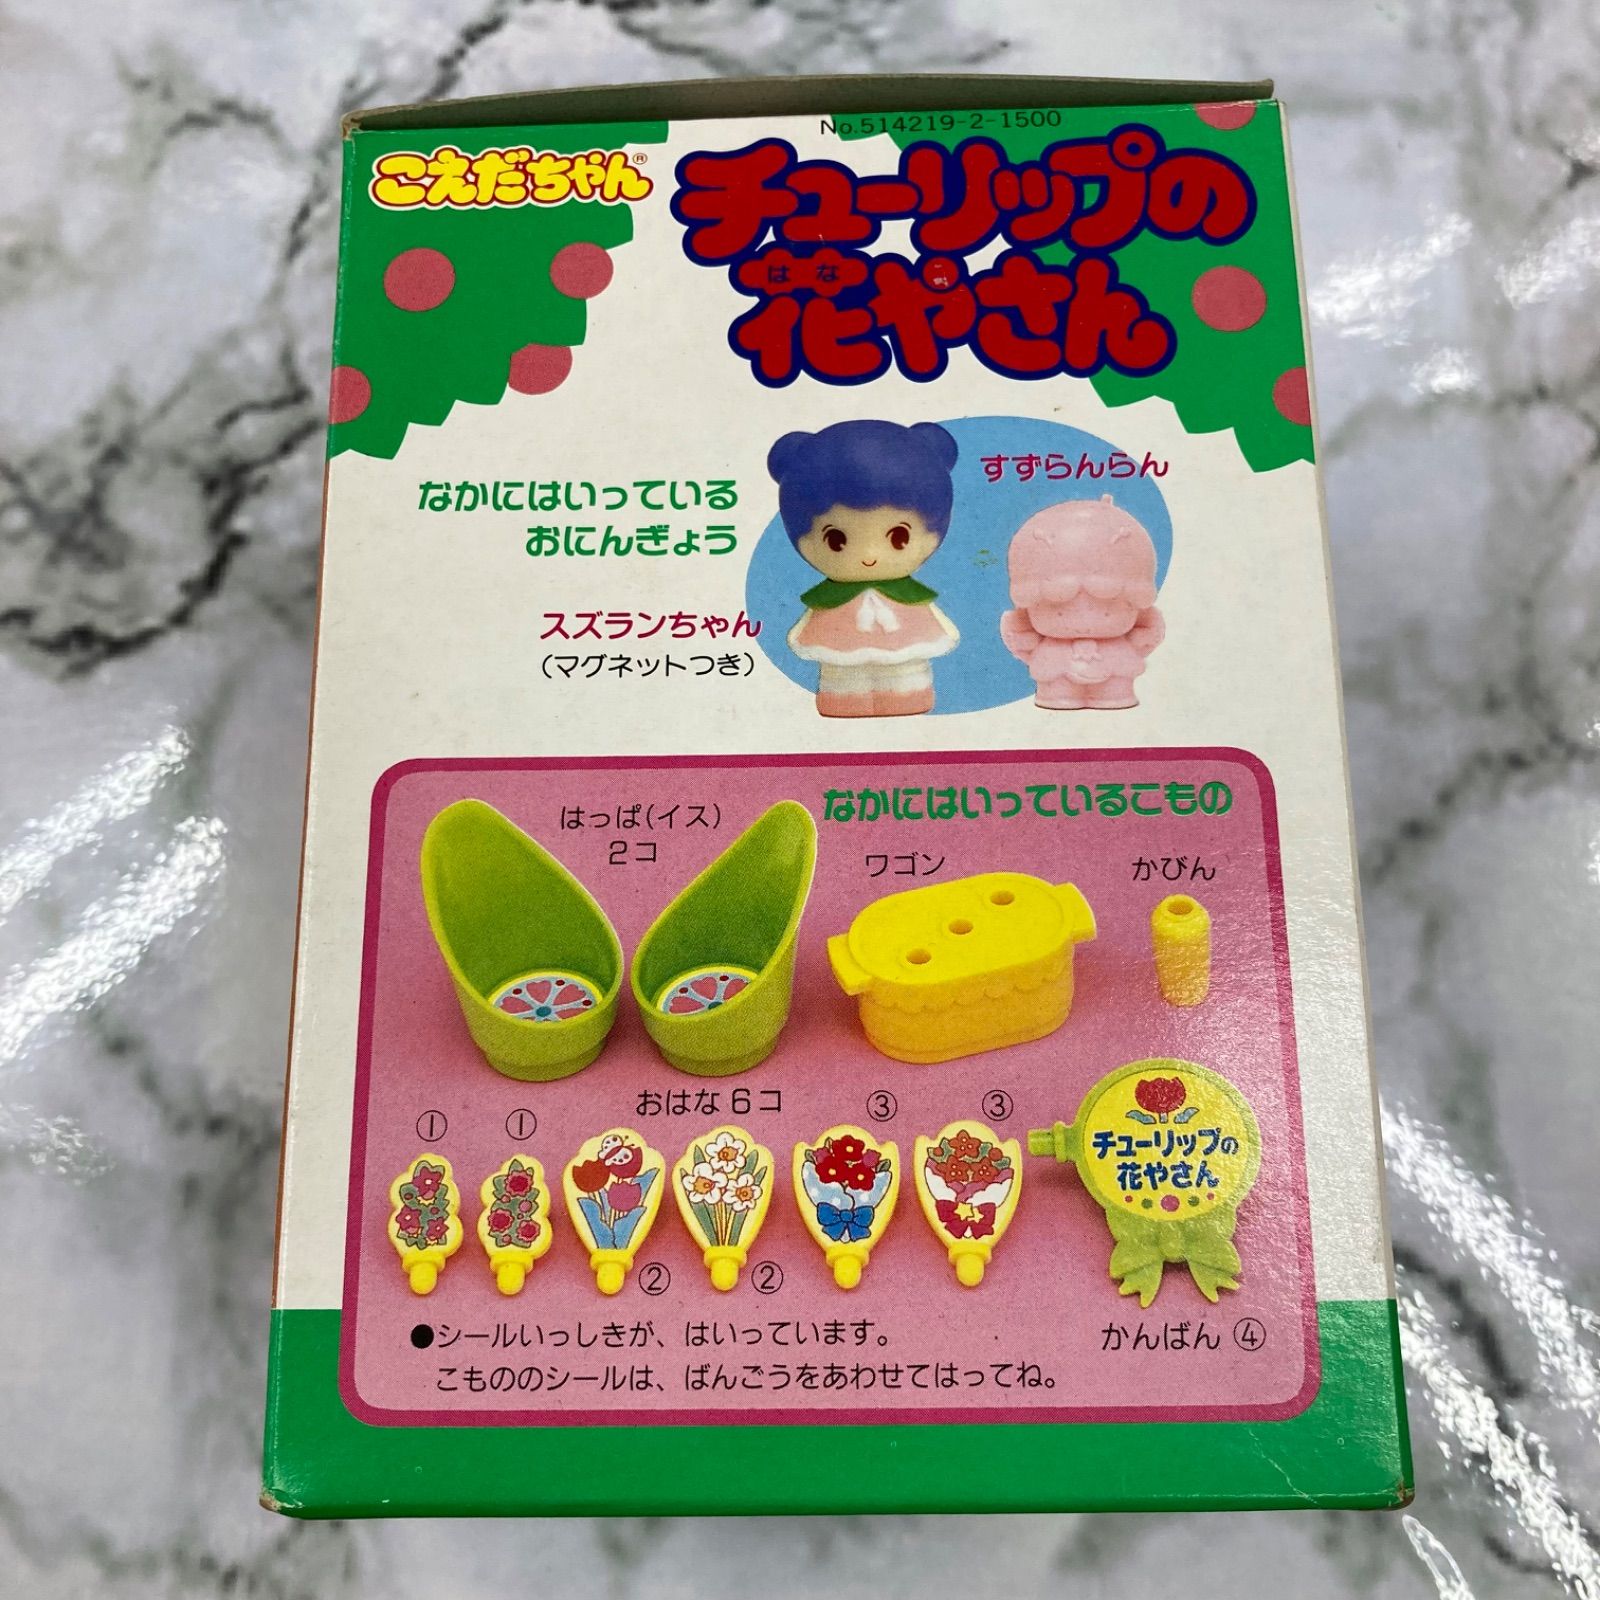 No.514219-2-1500
こえだちゃん®
チューリップの
花やさん
はな
なかにはいっている
おにんぎょう
すずらんらん
スズランちゃん
(マグネットつき)
なかにはいっているこもの
はっぱ(イス)
2コ
ワゴン
かびん
おはな6コ
① ① ③ ③
② ②
チューリップの
花やさん
かんばん④
●シールいっしきが、はいっています。
こもののシールは、ばんごうをあわせてはってね。